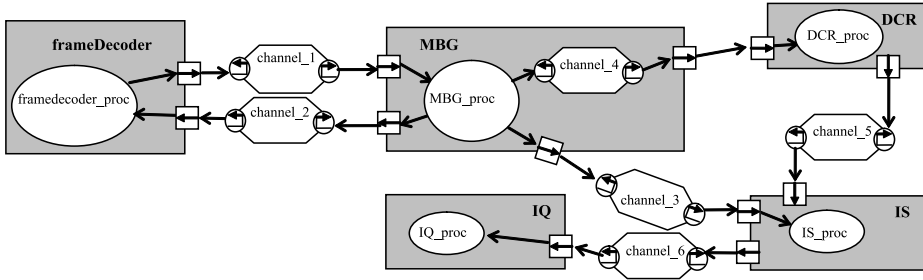 frameDecoder
MBG
DCR
framedecoder_proc
channel_1
channel_2
MBG_proc
channel_4
DCR_proc
channel_5
channel_3
IQ
IQ_proc
channel_6
IS
IS_proc